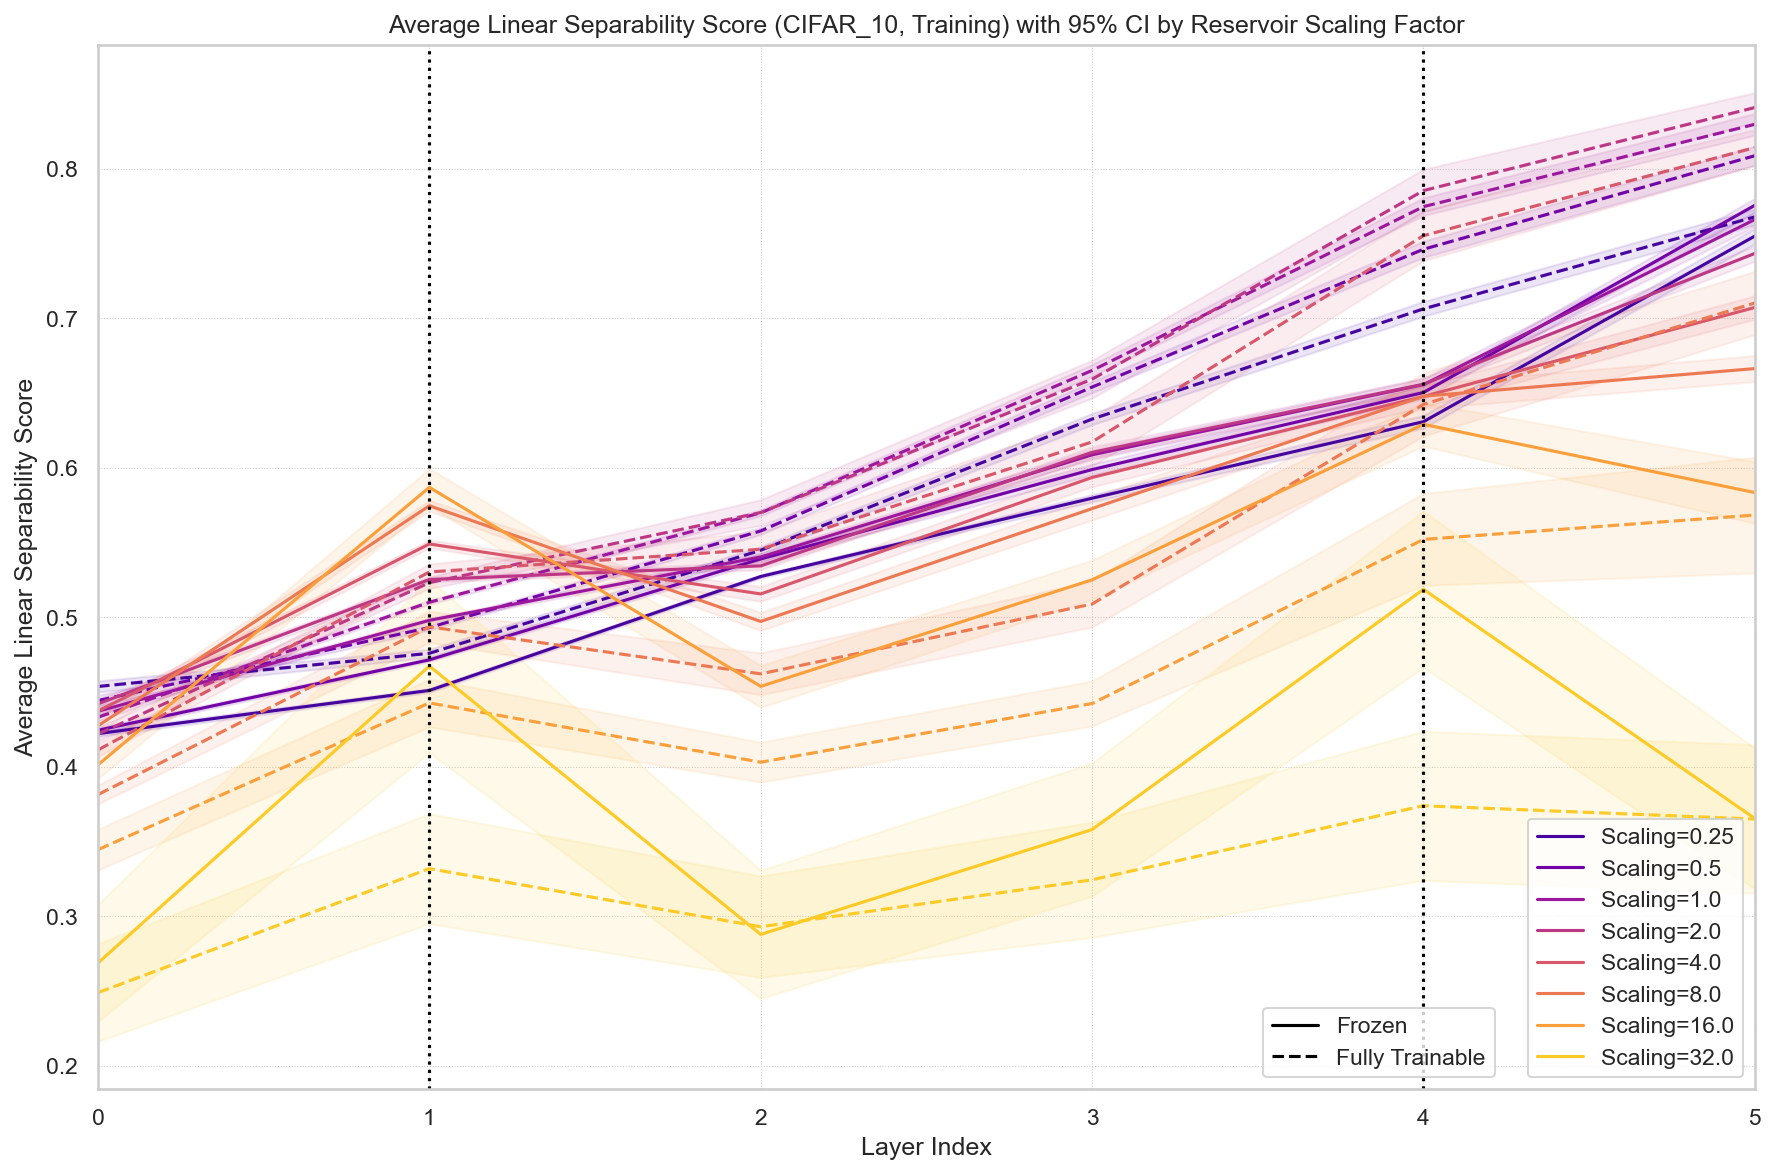 Average Linear Separability Score (CIFAR_10, Training) with 95% CI by Reservoir Scaling Factor
Average Linear Separability Score
0.8
0.7
0.6
0.5
0.4
0.3
0.2
0
1
2
3
4
5
Layer Index
Frozen
Fully Trainable
Scaling=0.25
Scaling=0.5
Scaling=1.0
Scaling=2.0
Scaling=4.0
Scaling=8.0
Scaling=16.0
Scaling=32.0